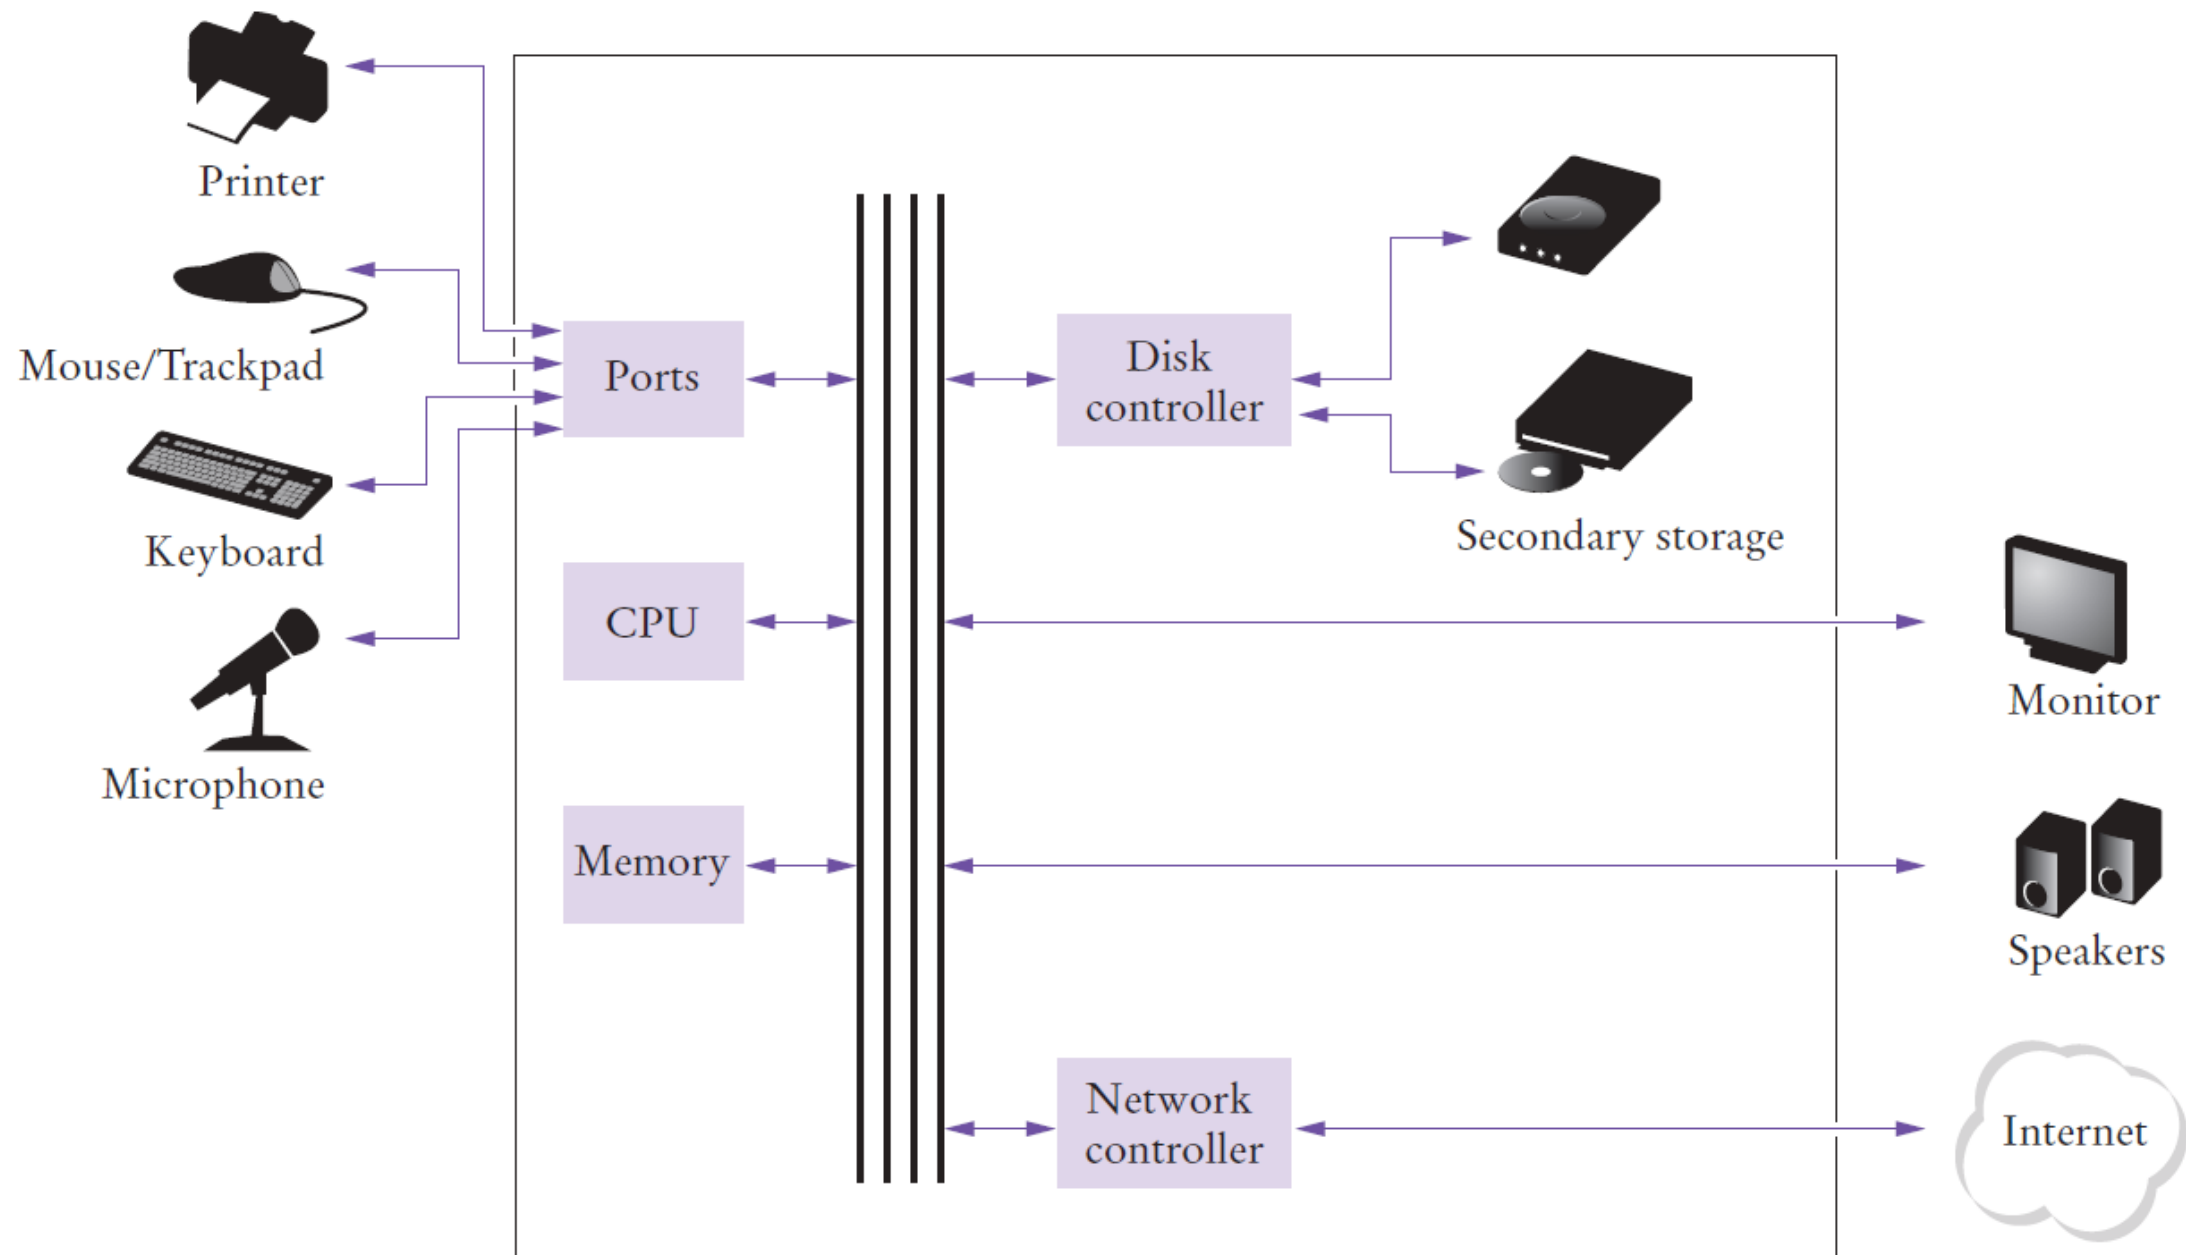 Printer
Mouse/Trackpad
Keyboard
Microphone
Ports
CPU
Memory
Disk
controller
Secondary storage
Network
controller
Monitor
Speakers
Internet